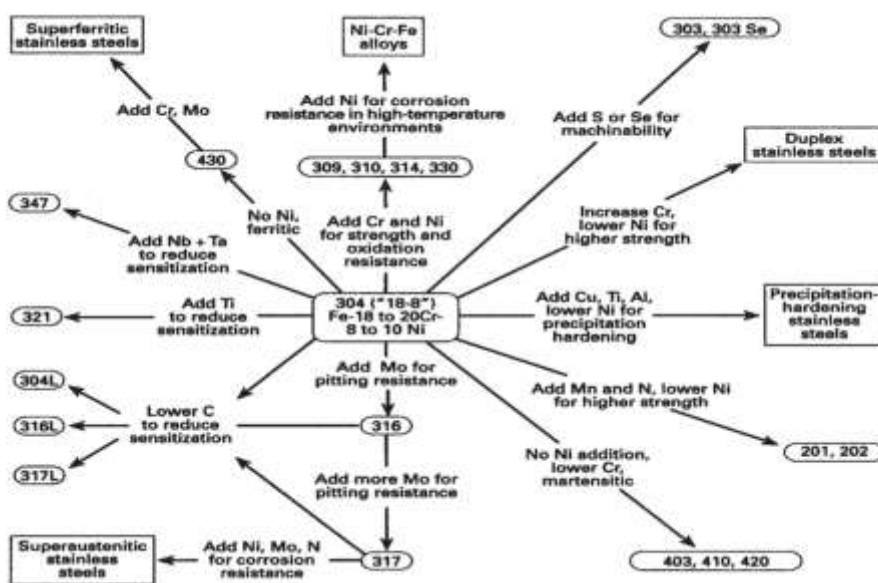 Superferritic
stainless steels
Ni-Cr-Fe
alloys
303, 303 Se
Add Cr, Mo
Add Ni for corrosion
resistance in high-temperature
environments
Add S or Se for
machinability
Duplex
stainless steels
430
309, 310, 314, 330
347
No Ni,
ferritic
Add Cr and Ni
for strength and
oxidation
resistance
Increase Cr,
lower Ni for
higher strength
Add Nb + Ta
to reduce
sensitization
321
Add Ti
to reduce
sensitization
304 ("18-8")
Fe-18 to 20Cr-
8 to 10 Ni
Add Cu, Ti, Al,
lower Ni for
precipitation
hardening
Precipitation-
hardening
stainless
steels
Add Mo for
pitting resistance
304L
316L
317L
Lower C
to reduce
sensitization
316
Add Mn and N, lower Ni
for higher strength
201, 202
No Ni addition,
lower Cr,
martensitic
Add more Mo for
pitting resistance
Superaustenitic
stainless
steels
Add Ni, Mo, N
for corrosion
resistance
317
403, 410, 420